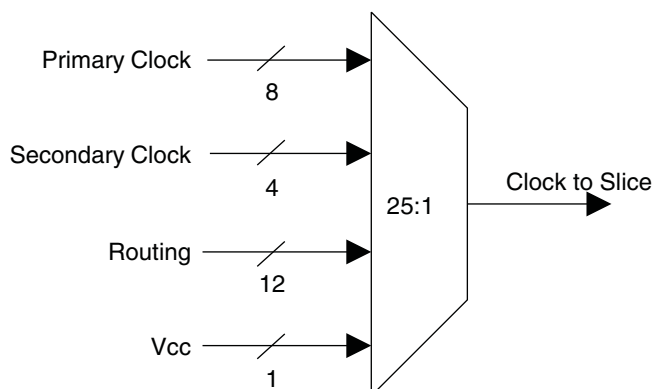 Primary Clock
8
Secondary Clock
4
Clock to Slice
25:1
Routing
12
Vcc
1